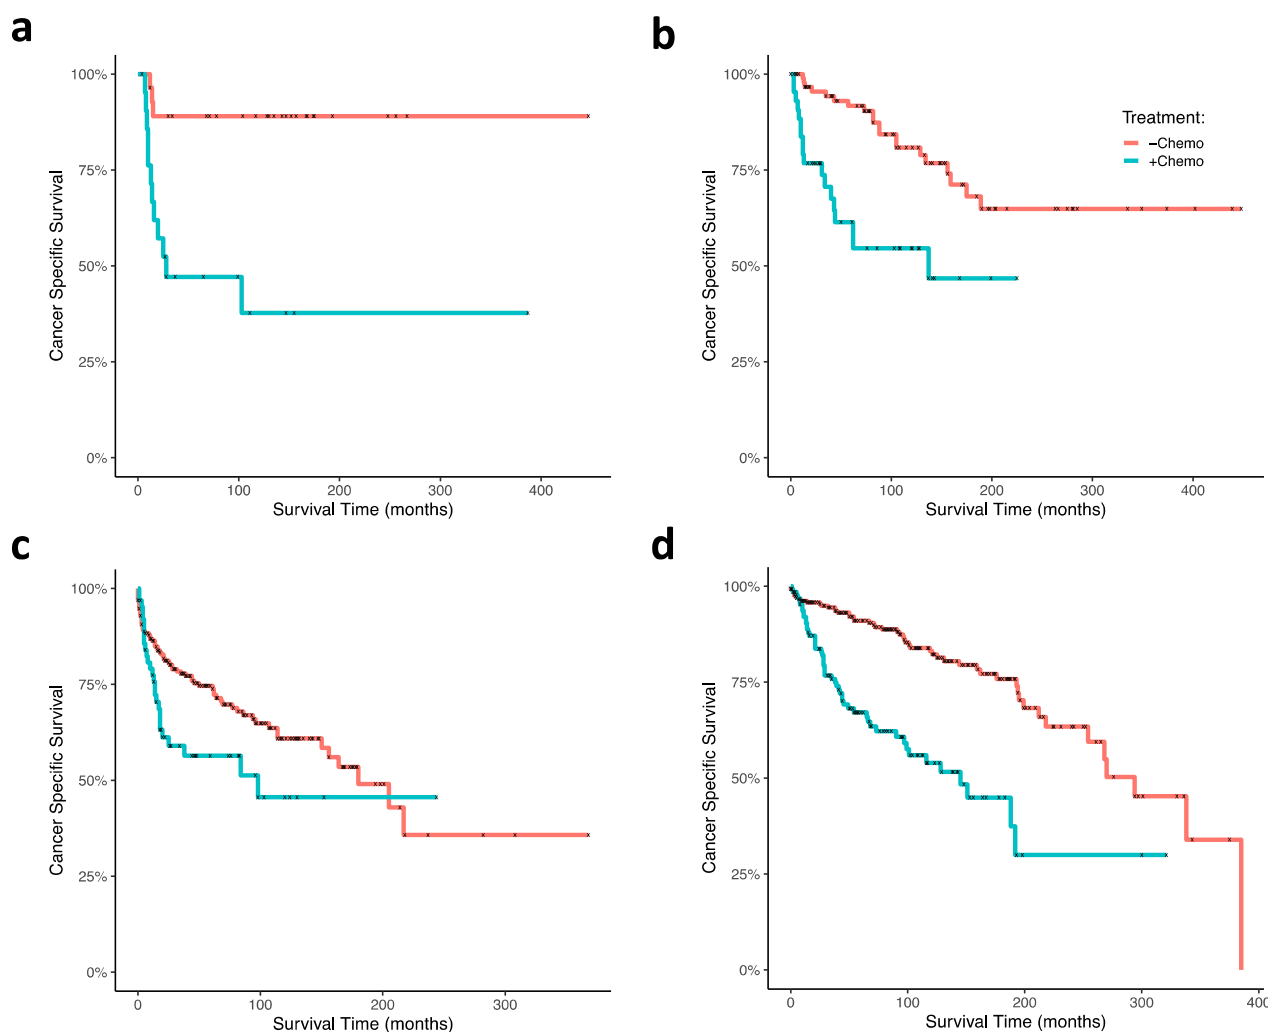 a
100%
75%
50%
25%
0%
Cancer Specific Survival
0 100 200 300 400
Survival Time (months)
b
100%
75%
50%
25%
0%
Cancer Specific Survival
Treatment:
–Chemo
+Chemo
0 100 200 300 400
Survival Time (months)
c
100%
75%
50%
25%
0%
Cancer Specific Survival
0 100 200 300
Survival Time (months)
d
100%
75%
50%
25%
0%
Cancer Specific Survival
0 100 200 300 400
Survival Time (months)